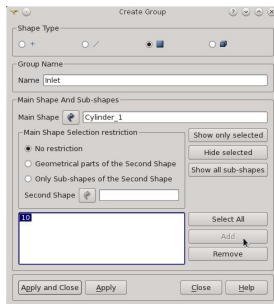 Create Group
Shape Type
Group Name
Name Inlet
Main Shape And Sub-shapes
Main Shape Cylinder_1
Main Shape Selection restriction
No restriction
Geometrical parts of the Second Shape
Only Sub-shapes of the Second Shape
Second Shape
Show only selected
Hide selected
Show all sub-shapes
10
Select All
Add
Remove
Apply and Close Apply Close Help